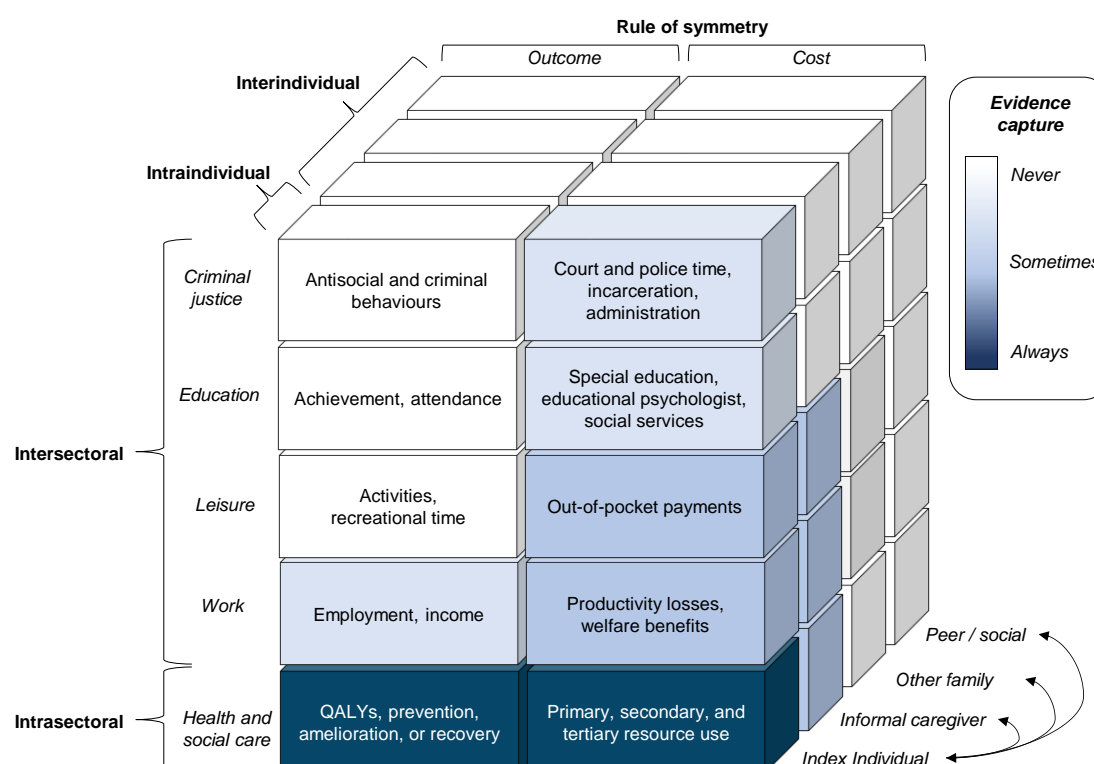 Rule of symmetry
Outcome
Cost
Interindividual
Intraindividual
Evidence
capture
Never
Sometimes
Always
Criminal
justice
Antisocial and criminal
behaviours
Court and police time,
incarceration,
administration
Education
Achievement, attendance
Special education,
educational psychologist,
social services
Intersectoral
Leisure
Activities,
recreational time
Out-of-pocket payments
Work
Employment, income
Productivity losses,
welfare benefits
Intrasectoral
Health and
social care
QALYs, prevention,
amelioration, or recovery
Primary, secondary, and
tertiary resource use
Peer / social
Other family
Informal caregiver
Index Individual